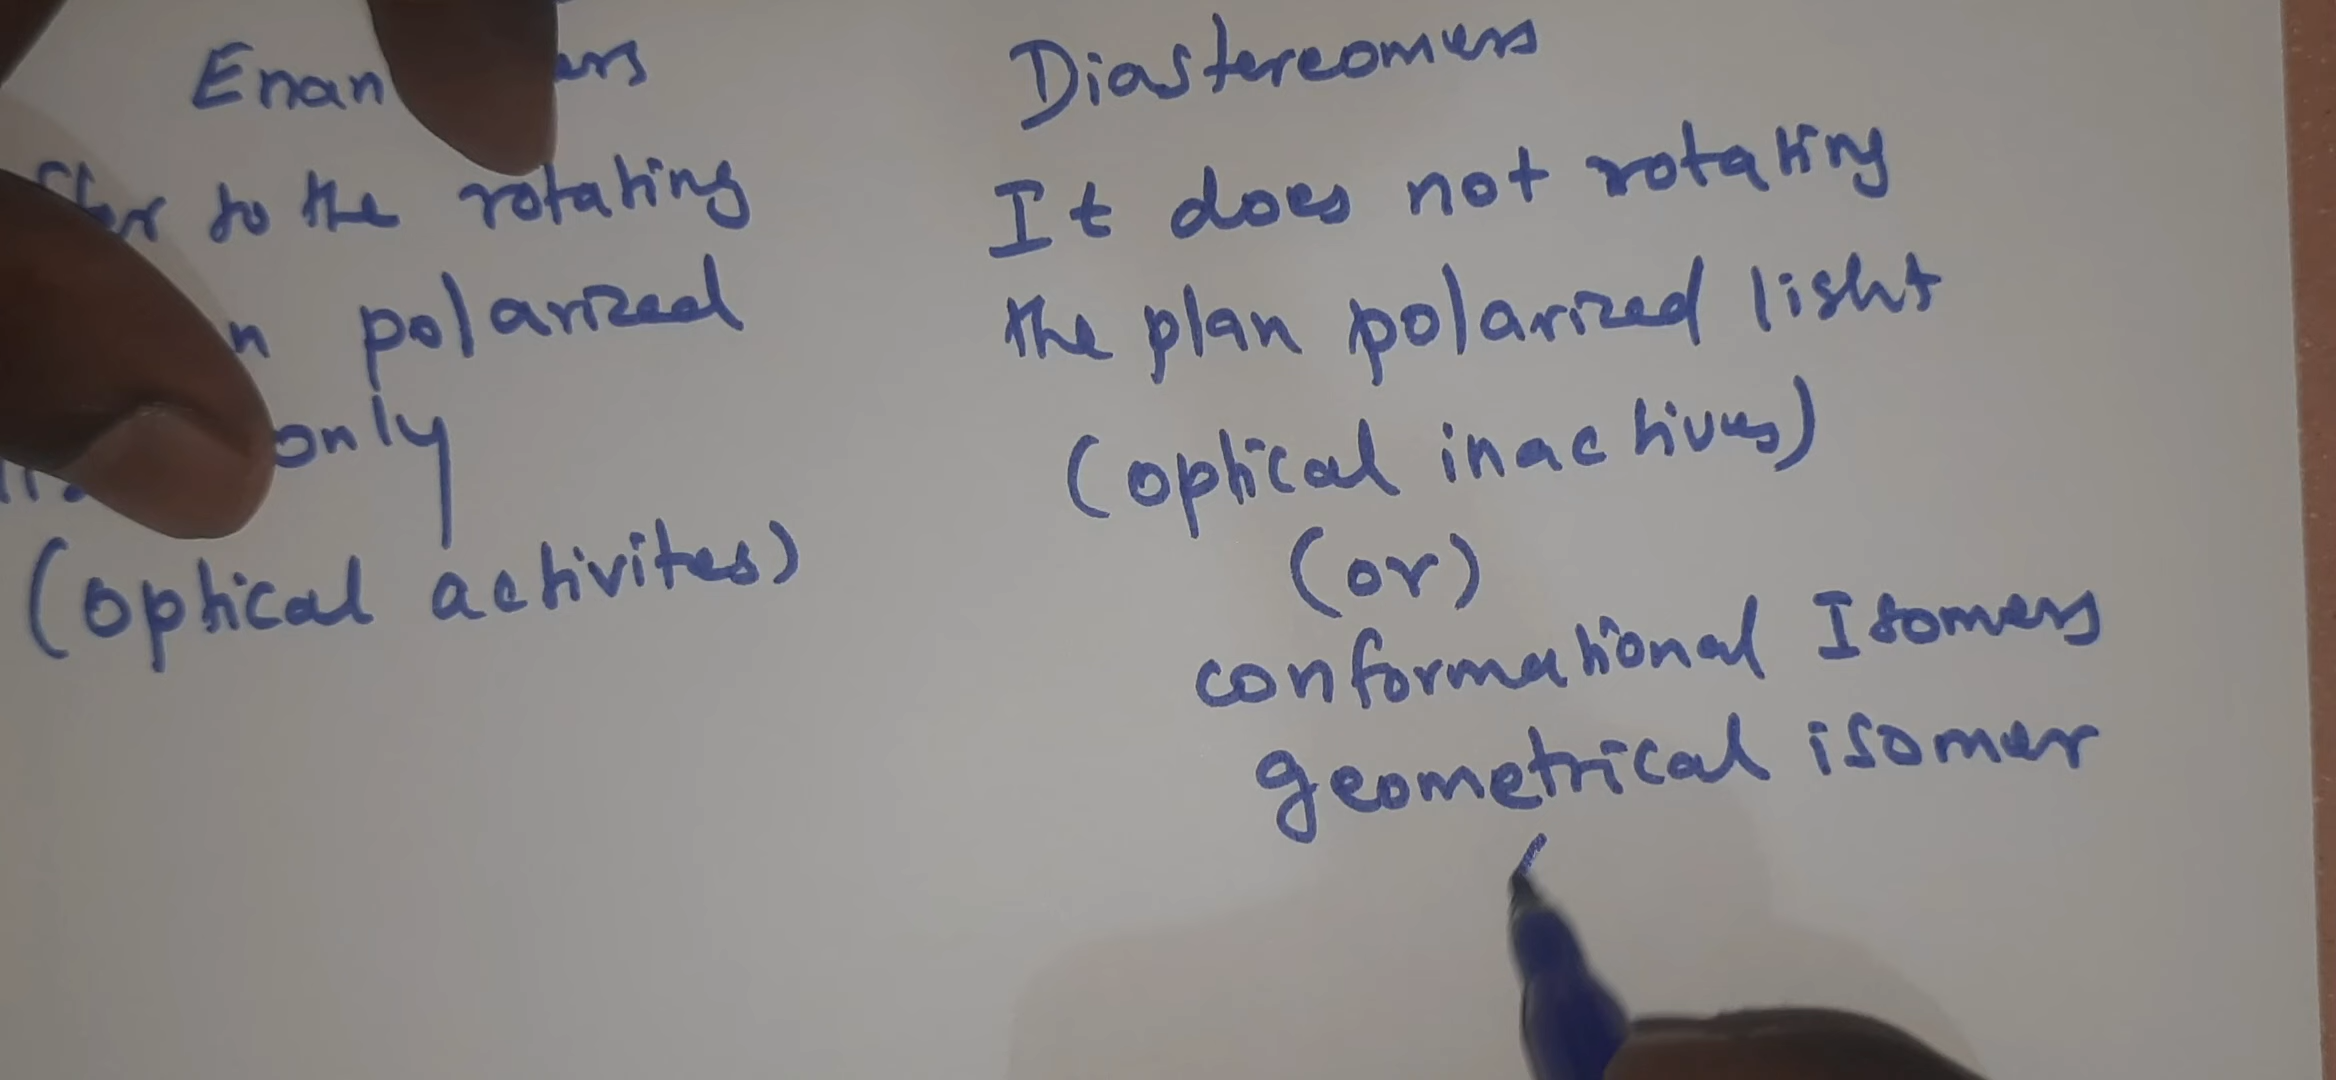 Diastereomers
to the rotating
It does not rotating
polarized
the plan polarized light
only
(optical inactives)
(optical activites)
(or)
conformational Isomers
geometrical isomer
(